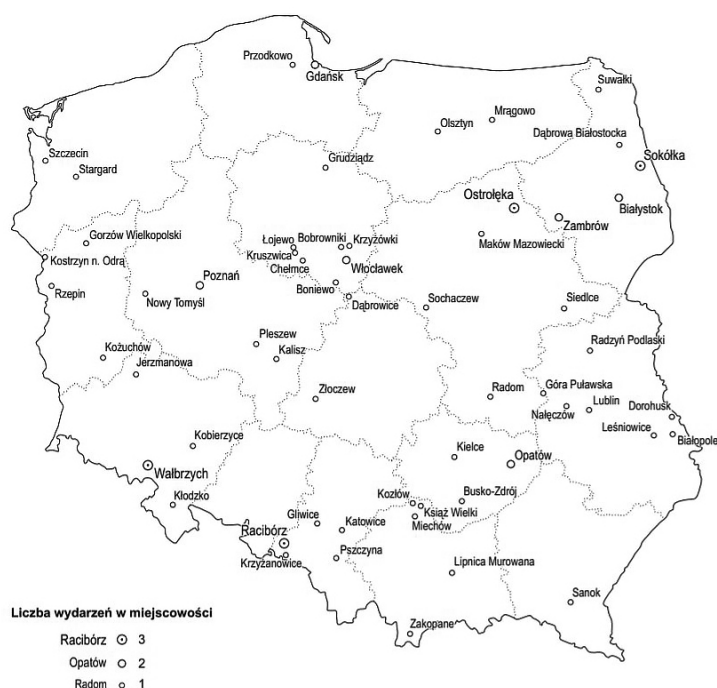 Przodkowo
Gdańsk
Suwałki
Mrągowo
Olsztyn
Dąbrowa Białostocka
Szczecin
Grudziądz
Sokółka
Stargard
Ostrołęka
Białystok
Zambrów
Gorzów Wielkopolski
Łojewo
Bobrowniki
Krzyżówki
Maków Mazowiecki
Kruszwica
Kostrzyn n. Odrą
Chełmce
Włocławek
Poznań
Rzepin
Boniewo
Nowy Tomyśl
Dąbrowice
Sochaczew
Siedlce
Pleszew
Radzyń Podlaski
Kożuchów
Kalisz
Jerzmanowa
Złoczew
Radom
Góra Puławska
Lublin
Nałęczów
Dorohusk
Leśniowice
Białopole
Kobierzyce
Kielce
Opatów
Wałbrzych
Kłodzko
Kozłów
Busko-Zdrój
Książ Wielki
Gliwice
Miechów
Katowice
Racibórz
Krzyżanowice
Pszczyna
Lipnica Murowana
Sanok
Zakopane
Liczba wydarzeń w miejscowości
Racibórz 3
Opatów 2
Radom 1